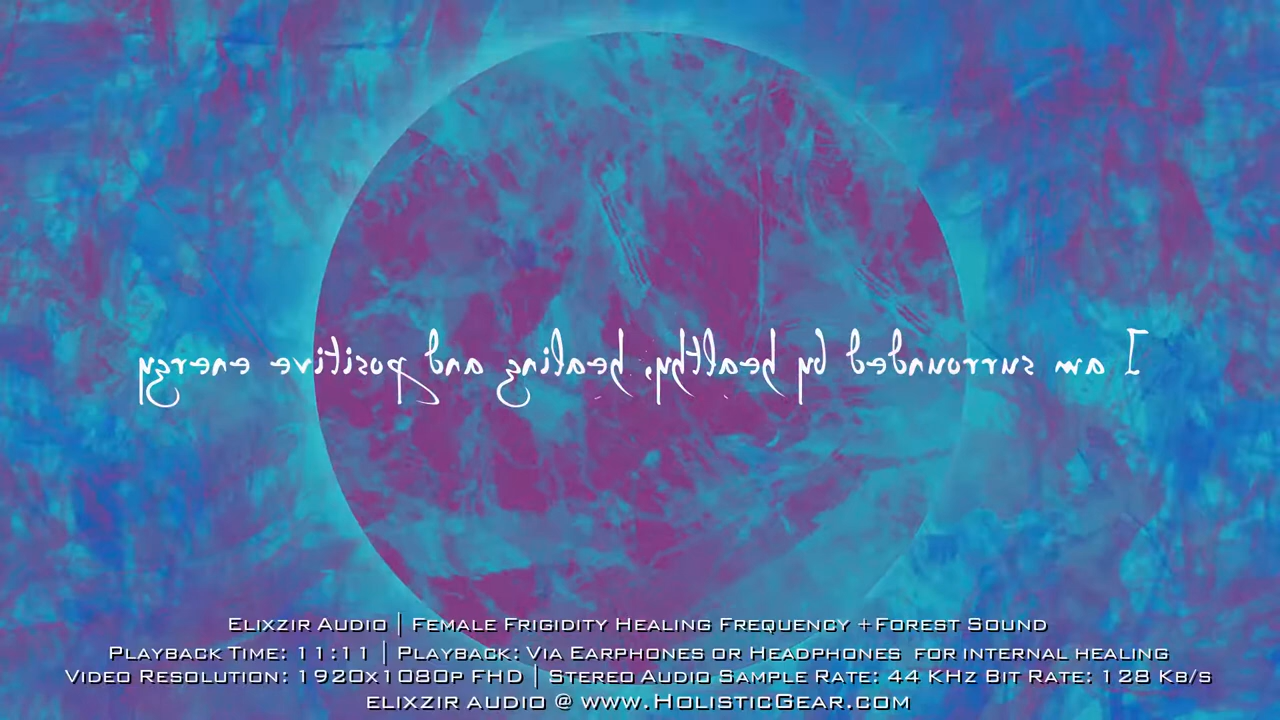 I am surrounded by healthy, healing and positive energy
Elixzir Audio | Female Frigidity Healing Frequency +Forest Sound
Playback Time: 11:11 | Playback: Via Earphones or Headphones for internal healing
Video Resolution: 1920x1080p FHD | Stereo Audio Sample Rate: 44 KHz Bit Rate: 128 Kb/s
elixzir audio @ www.HolisticGear.com